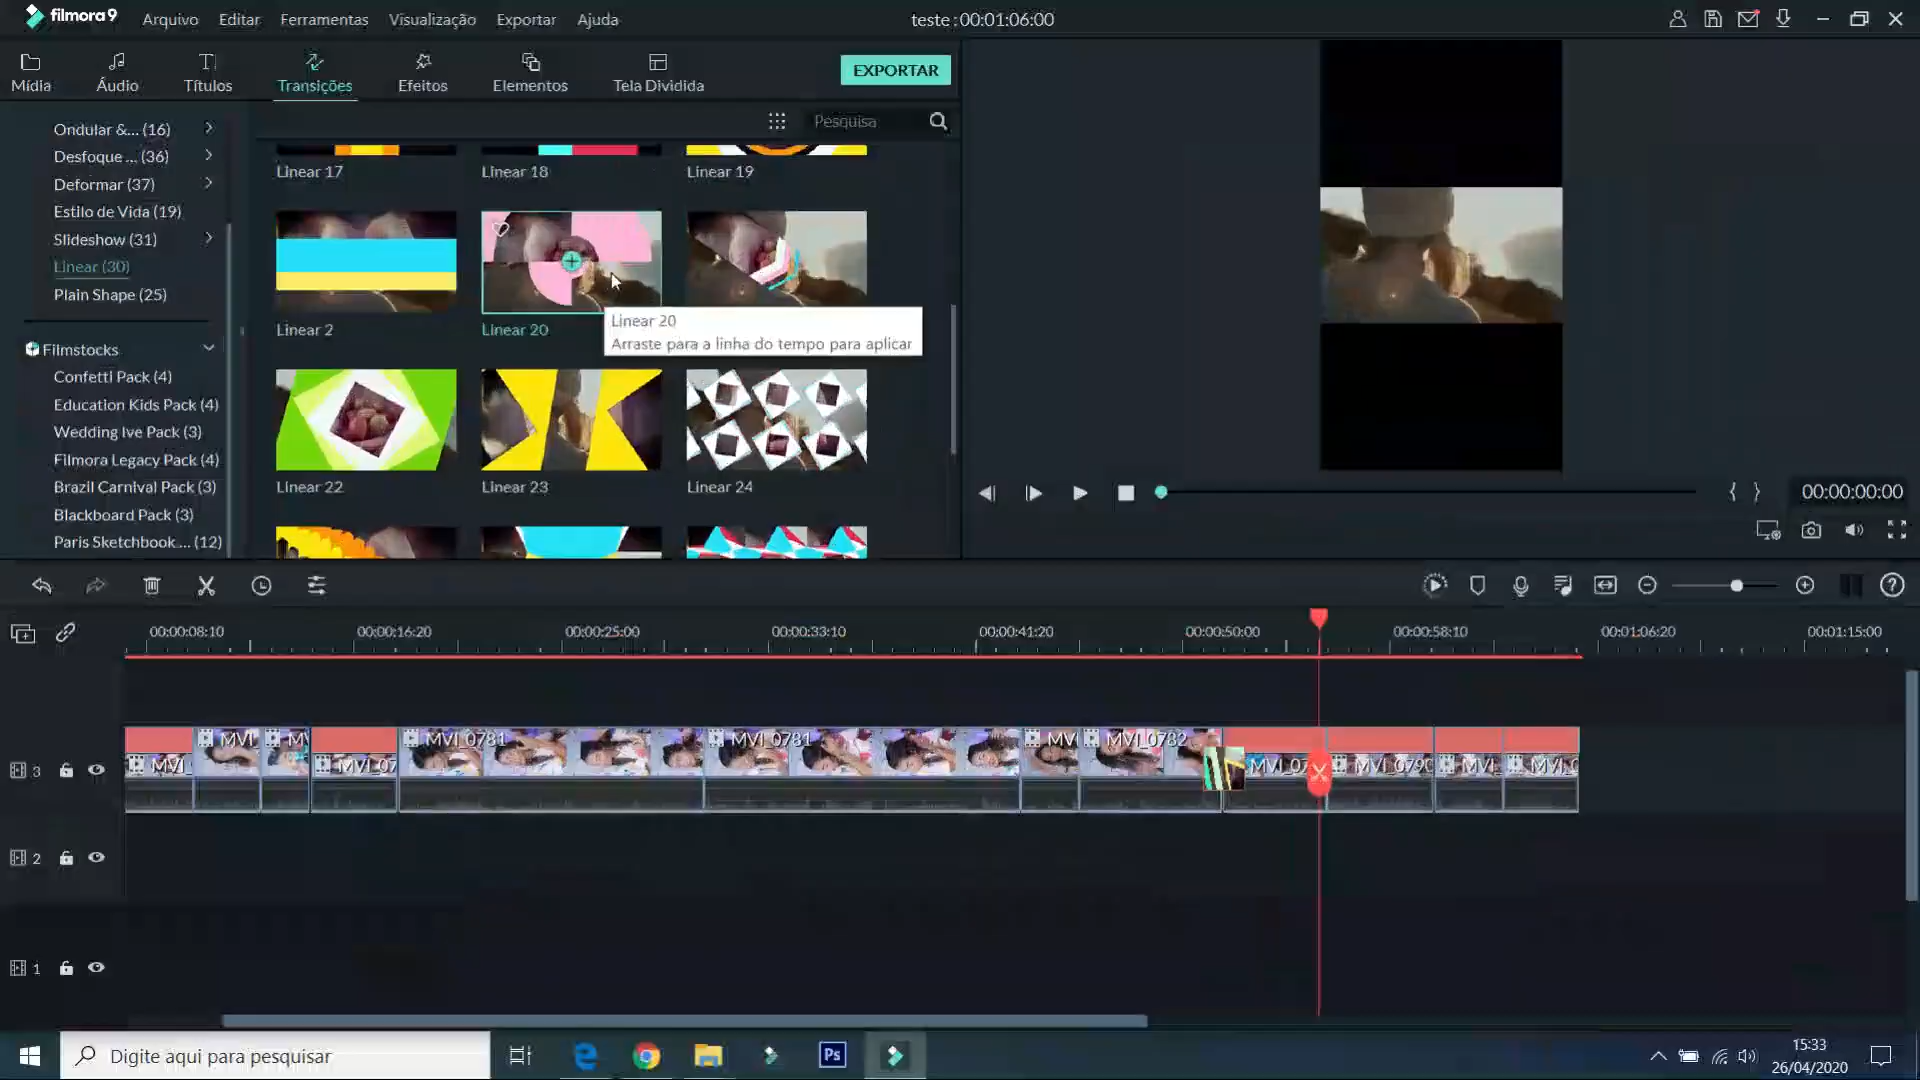 filmora9 Arquivo Editar Ferramentas Visualização Exportar Ajuda teste : 00:01:06:00
Mídia Áudio Títulos Transições Efeitos Elementos Tela Dividida EXPORTAR
Pesquisa
Ondular &... (16)
Desfoque ... (36)
Deformar (37)
Estilo de Vida (19)
Slideshow (31)
Linear (30)
Plain Shape (25)
Filmstocks
Confetti Pack (4)
Education Kids Pack (4)
Wedding Ive Pack (3)
Filmora Legacy Pack (4)
Brazil Carnival Pack (3)
Blackboard Pack (3)
Paris Sketchbook ... (12)
Linear 17 Linear 18 Linear 19
Linear 2 Linear 20
Linear 20
Arraste para a linha do tempo para aplicar
Linear 22 Linear 23 Linear 24
{ } 00:00:00:00
00:00:08:10 00:00:16:20 00:00:25:00 00:00:33:10 00:00:41:20 00:00:50:00 00:00:58:10 00:01:06:20 00:01:15:00
MVI_ MVI_0781 MVI_0781 MVI_0782
MVI_ MVI_07 MVI_07 MVI_0790 MVI_
3
2
1
Digite aqui para pesquisar
Ps
15:33
26/04/2020